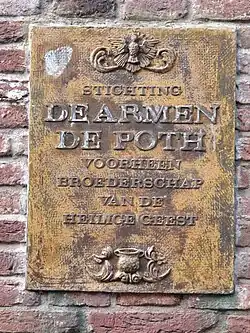 STICHTING
DE ARMEN
DE POTH
VOORHEEN
BROEDERSCHAP
VAN DE
HEILIGE GEEST